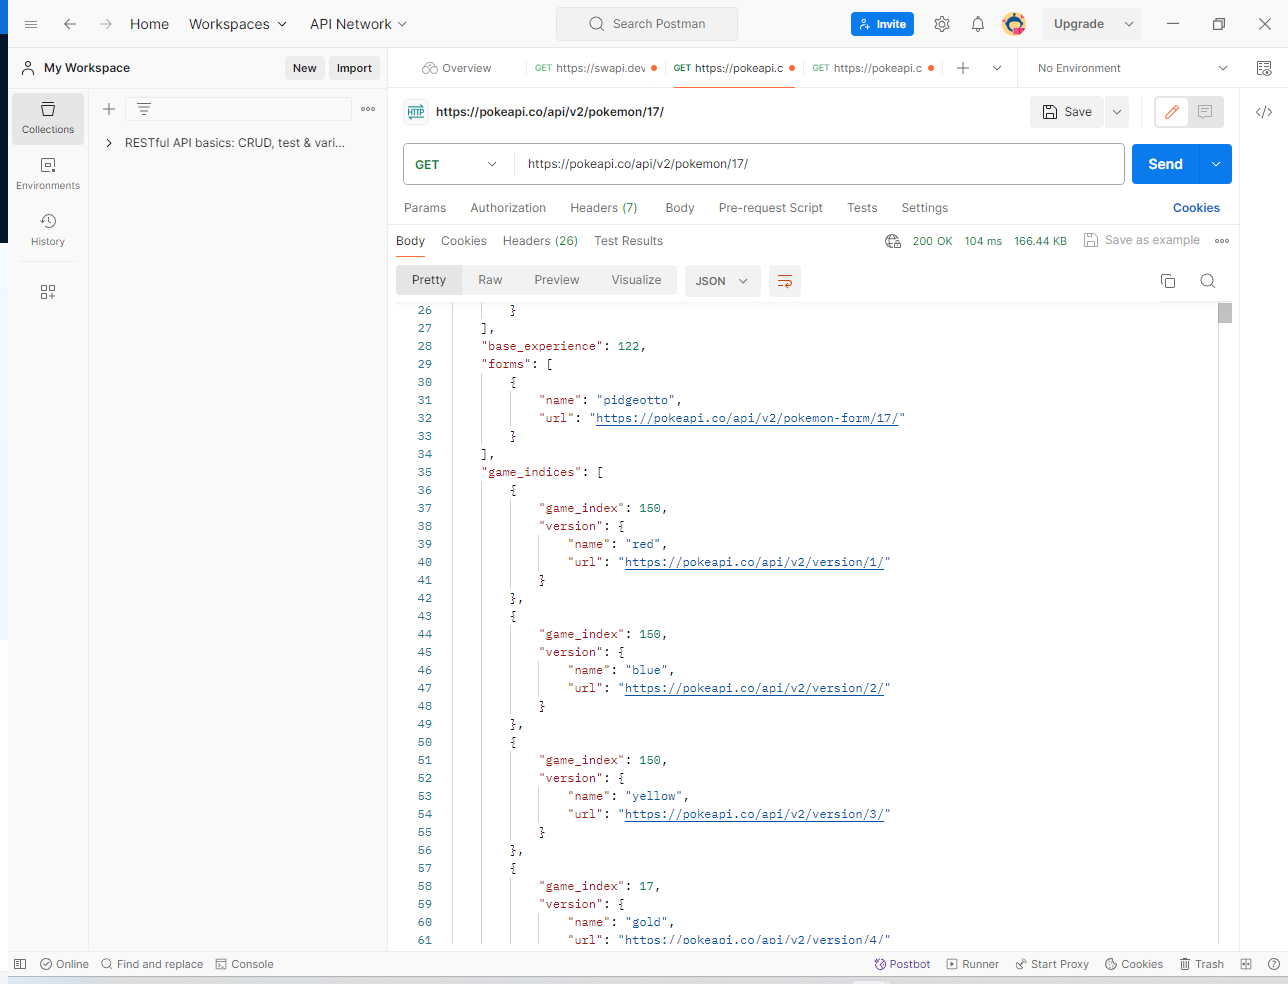 Home Workspaces API Network Search Postman Invite Upgrade
My Workspace New Import Overview GET https://swapi.dev GET https://pokeapi.c GET https://pokeapi.c No Environment
Collections
Environments
History
RESTful API basics: CRUD, test & vari...
HTTP https://pokeapi.co/api/v2/pokemon/17/ Save
GET https://pokeapi.co/api/v2/pokemon/17/ Send
Params Authorization Headers (7) Body Pre-request Script Tests Settings Cookies
Body Cookies Headers (26) Test Results 200 OK 104 ms 166.44 KB Save as example
Pretty Raw Preview Visualize JSON
26 }
27 ],
28 "base_experience": 122,
29 "forms": [
30 {
31 "name": "pidgeotto",
32 "url": "https://pokeapi.co/api/v2/pokemon-form/17/"
33 }
34 ],
35 "game_indices": [
36 {
37 "game_index": 150,
38 "version": {
39 "name": "red",
40 "url": "https://pokeapi.co/api/v2/version/1/"
41 }
42 },
43 {
44 "game_index": 150,
45 "version": {
46 "name": "blue",
47 "url": "https://pokeapi.co/api/v2/version/2/"
48 }
49 },
50 {
51 "game_index": 150,
52 "version": {
53 "name": "yellow",
54 "url": "https://pokeapi.co/api/v2/version/3/"
55 }
56 },
57 {
58 "game_index": 17,
59 "version": {
60 "name": "gold",
61 "url": "https://pokeapi.co/api/v2/version/4/"
Online Find and replace Console Postbot Runner Start Proxy Cookies Trash